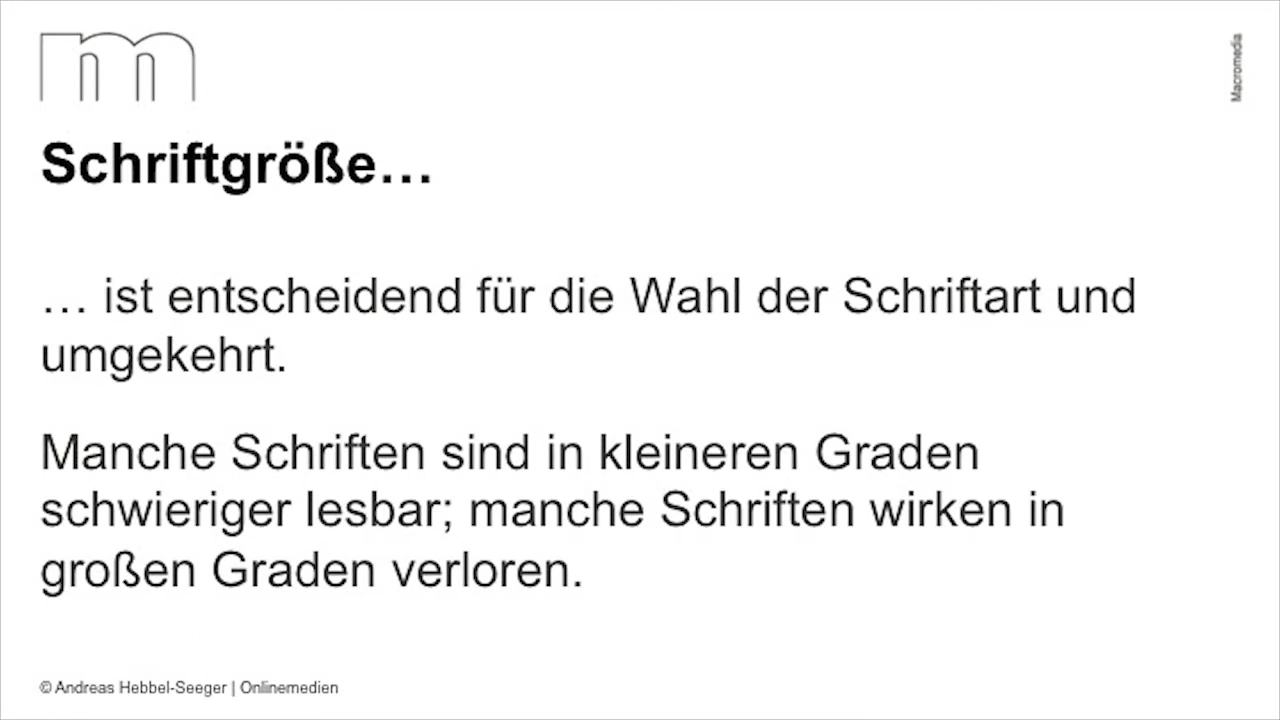 m
Macromedia
Schriftgröße…
… ist entscheidend für die Wahl der Schriftart und
umgekehrt.
Manche Schriften sind in kleineren Graden
schwieriger lesbar; manche Schriften wirken in
großen Graden verloren.
© Andreas Hebbel-Seeger | Onlinemedien